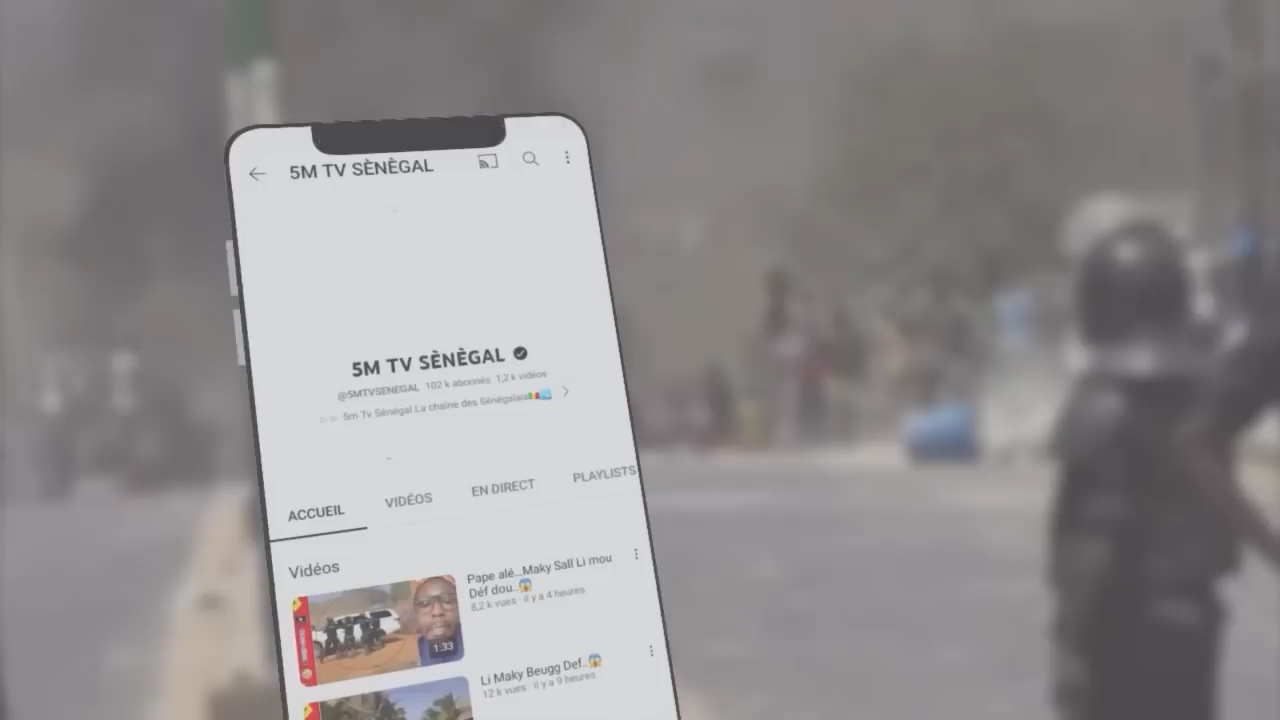 5M TV SÈNÈGAL
5M TV SÈNÈGAL
@5MTVSENEGAL 102 k abonnés 1,2 k vidéos
5m Tv Sénégal La chaine des Sénégalais
ACCUEIL VIDÉOS EN DIRECT PLAYLISTS
Vidéos
Pape alé...Maky Sall Li mou
Déf dou..😱
8,2 k vues · il y a 4 heures
1:33
Li Maky Beugg Def..😱
12 k vues · il y a 9 heures